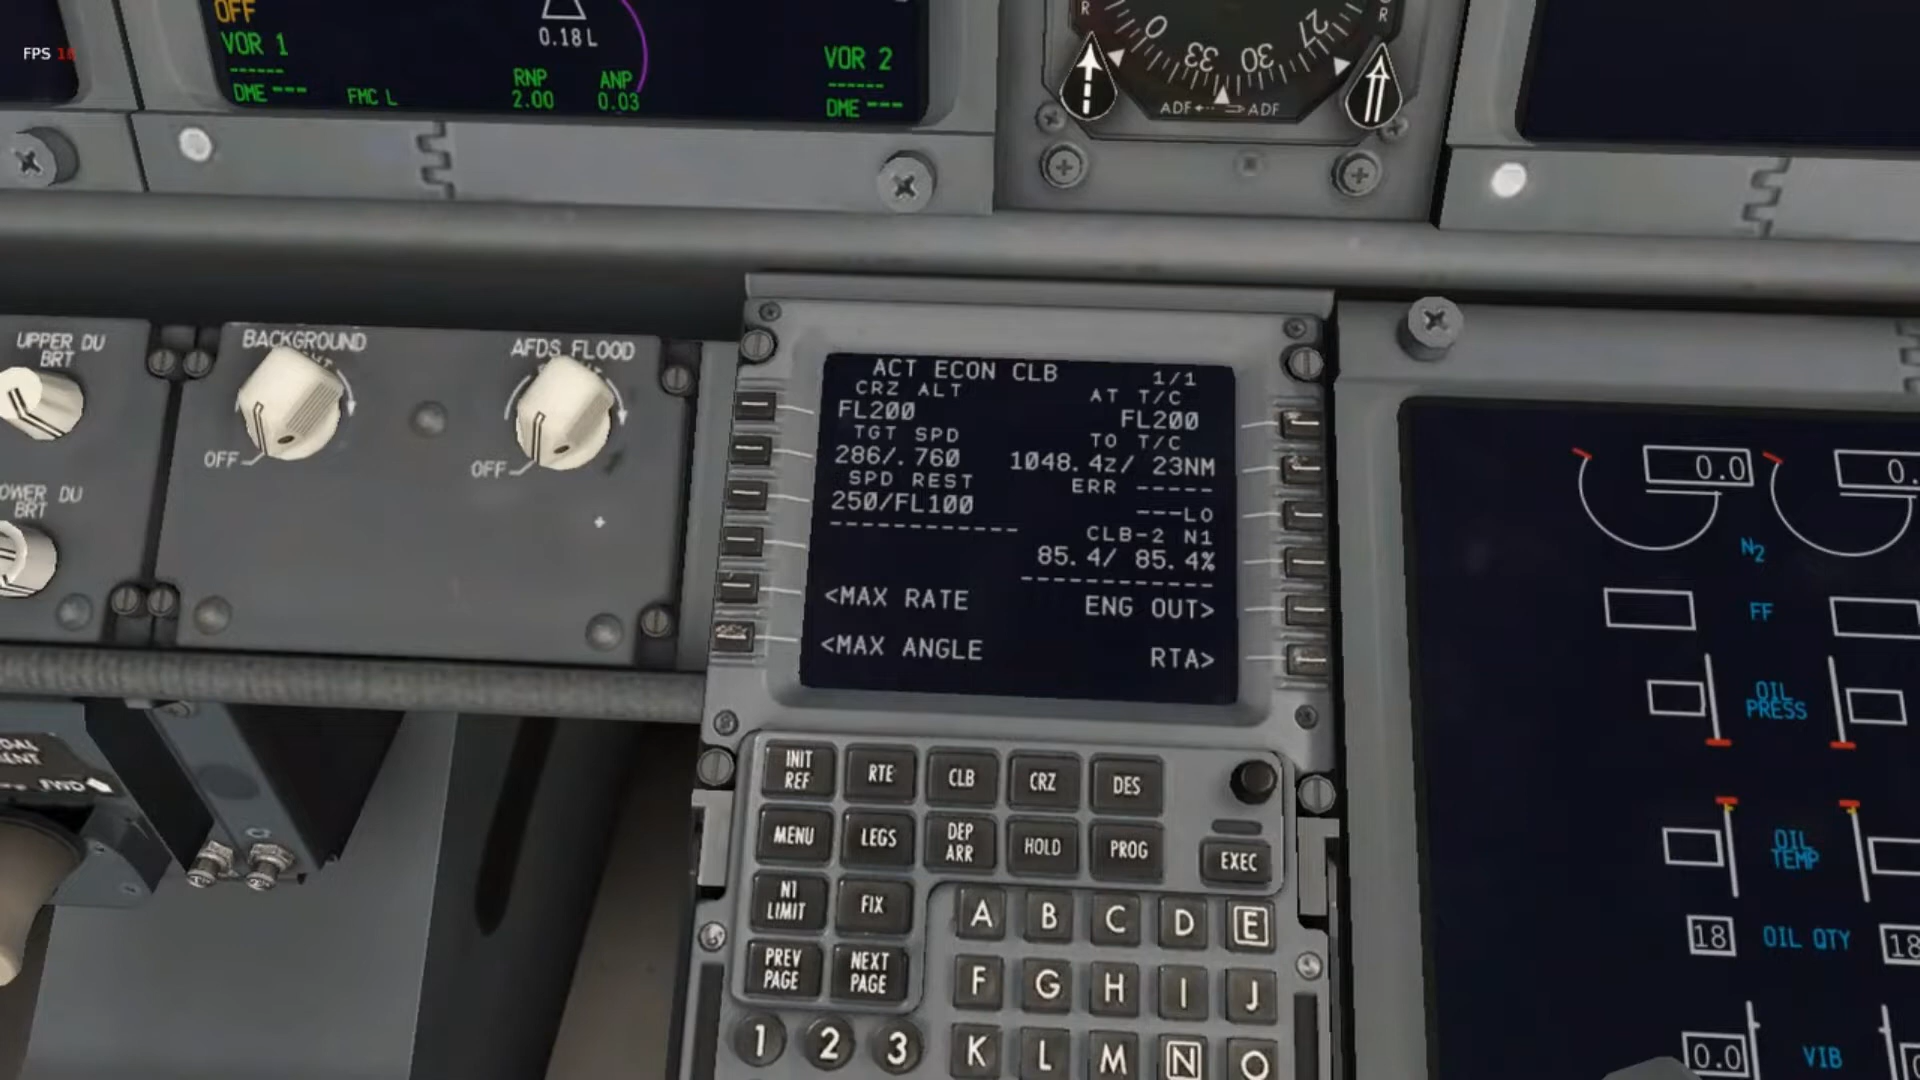 FPS
OFF
VOR 1
------
DME ---
FMC L
0.18 L
RNP
2.00
ANP
0.03
VOR 2
------
DME ---
R
0
33
30
27
R
ADF
ADF
UPPER DU
BRT
BACKGROUND
OFF
AFDS FLOOD
OFF
BRT
ACT ECON CLB 1/1
CRZ ALT AT T/C
FL200 FL200
TGT SPD TO T/C
286/.760 1048.4z/ 23NM
SPD REST ERR -----
250/FL100 ---LO
------------
CLB-2 N1
85.4/ 85.4%
------------
<MAX RATE ENG OUT>
<MAX ANGLE RTA>
INIT REF
RTE
CLB
CRZ
DES
MENU
LEGS
DEP ARR
HOLD
PROG
EXEC
N1 LIMIT
FIX
PREV PAGE
NEXT PAGE
A B C D E
F G H I J
1 2 3 K L M N O
0.0
N2
FF
OIL PRESS
OIL TEMP
18 OIL QTY 18
0.0 VIB